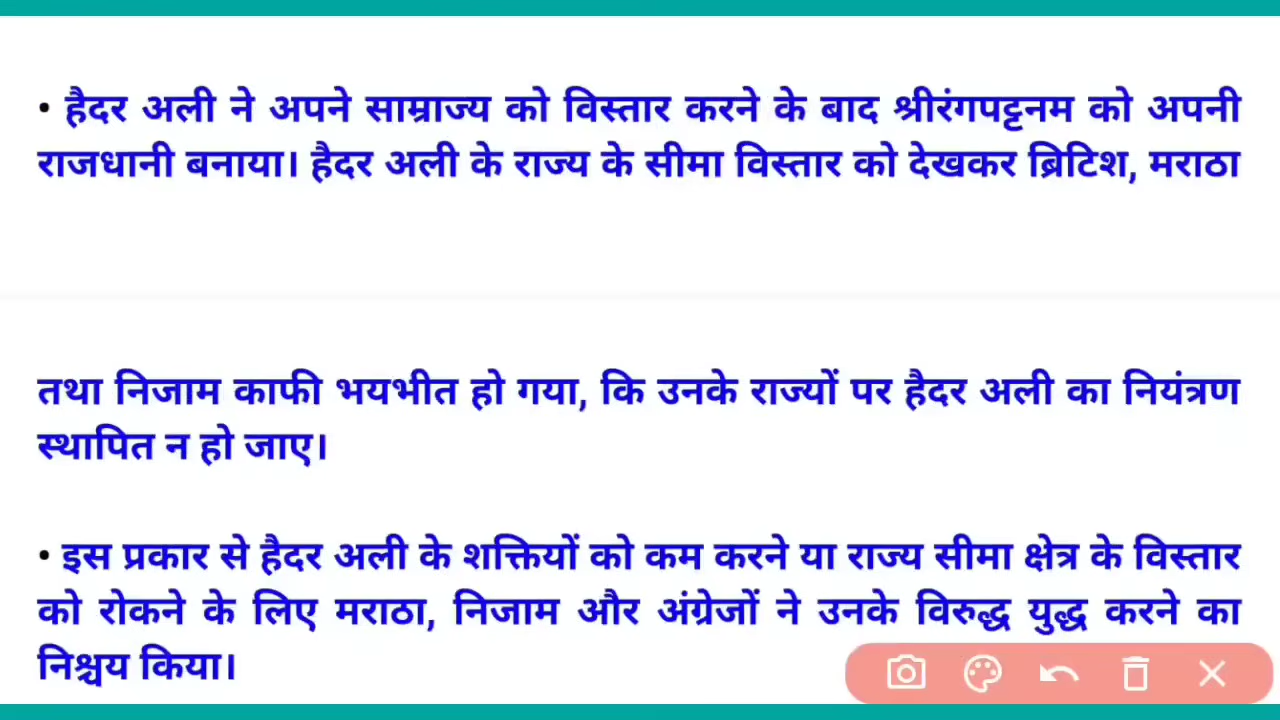 • हैदर अली ने अपने साम्राज्य को विस्तार करने के बाद श्रीरंगपट्टनम को अपनी
राजधानी बनाया। हैदर अली के राज्य के सीमा विस्तार को देखकर ब्रिटिश, मराठा
तथा निजाम काफी भयभीत हो गया, कि उनके राज्यों पर हैदर अली का नियंत्रण
स्थापित न हो जाए।
• इस प्रकार से हैदर अली के शक्तियों को कम करने या राज्य सीमा क्षेत्र के विस्तार
को रोकने के लिए मराठा, निजाम और अंग्रेजों ने उनके विरुद्ध युद्ध करने का
निश्चय किया।